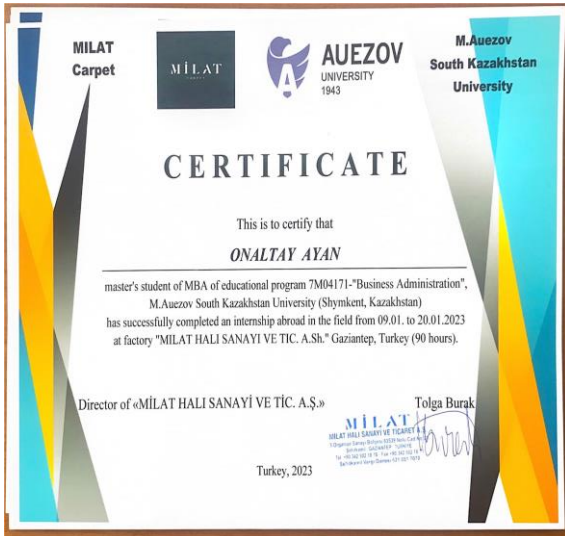 MILAT
Carpet
MILAT
AUEZOV
UNIVERSITY
1943
M.Auezov
South Kazakhstan
University
CERTIFICATE
This is to certify that
ONALTAY AYAN
master's student of MBA of educational program 7M04171-"Business Administration",
M.Auezov South Kazakhstan University (Shymkent, Kazakhstan)
has successfully completed an internship abroad in the field from 09.01. to 20.01.2023
at factory "MILAT HALI SANAYI VE TIC. A.Sh." Gaziantep, Turkey (90 hours).
Director of «MİLAT HALI SANAYİ VE TİC. A.Ş.»
Tolga Burak
MİLAT
MİLAT HALI SANAYİ VE TİCARET A.Ş.
Turkey, 2023